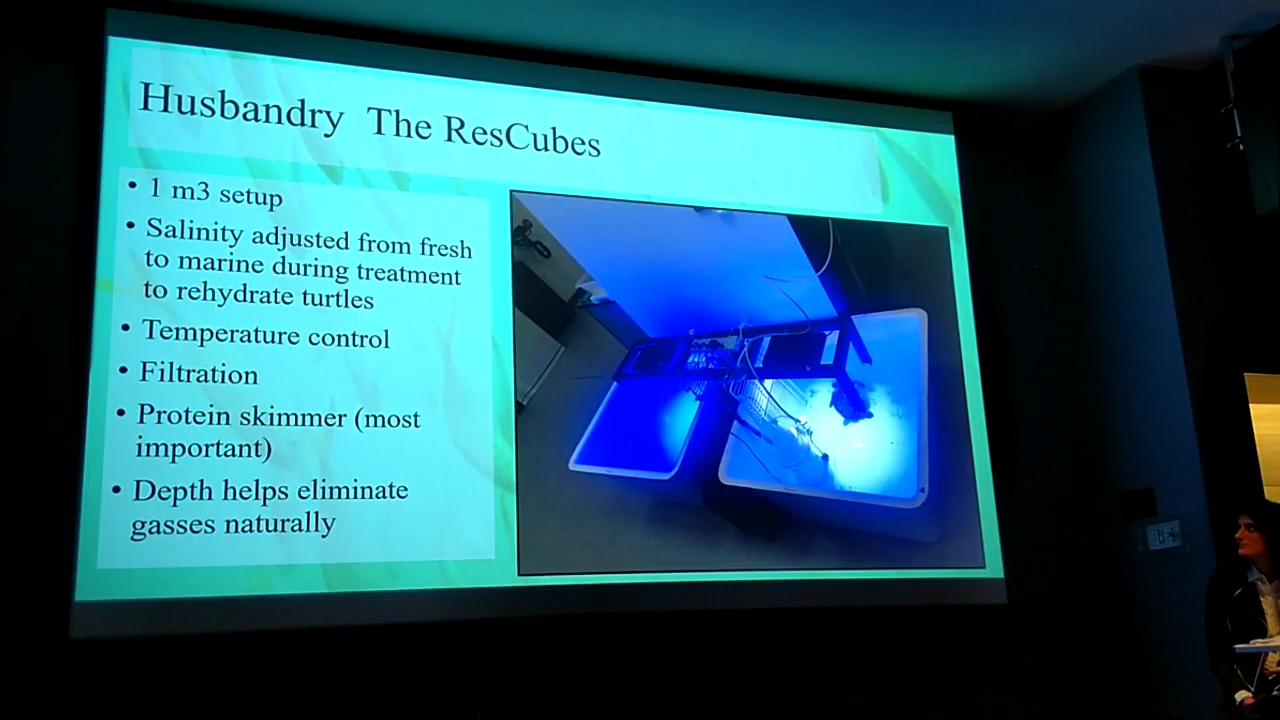 Husbandry The ResCubes
• 1 m3 setup
• Salinity adjusted from fresh
to marine during treatment
to rehydrate turtles
• Temperature control
• Filtration
• Protein skimmer (most
important)
• Depth helps eliminate
gasses naturally